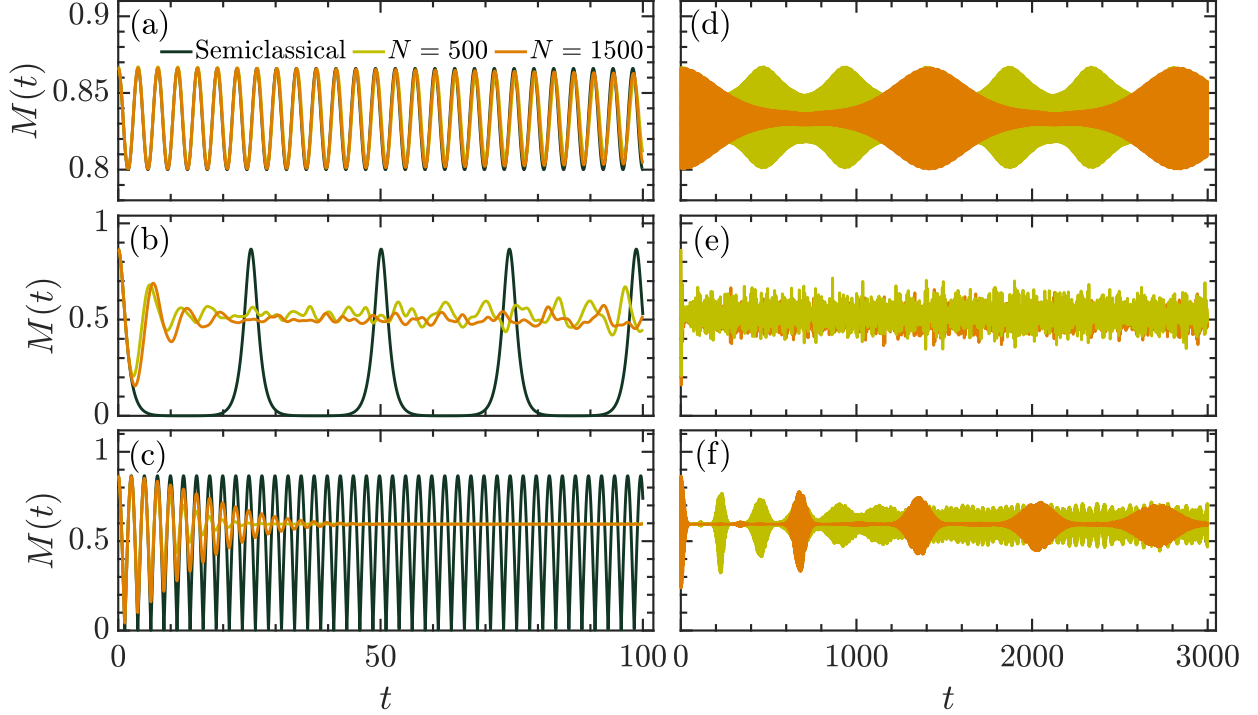 0.9 (a) (d)
Semiclassical N = 500 N = 1500
M(t) 0.85
0.8
1 (b) (e)
M(t) 0.5
0
1 (c) (f)
M(t) 0.5
0
0 50 100 0 1000 2000 3000
t t